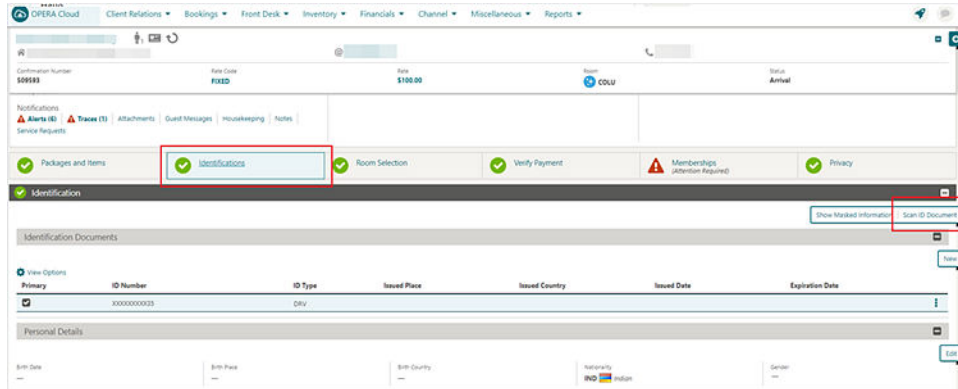 OPERA Cloud Client Relations Bookings Front Desk Inventory Financials Channel Miscellaneous Reports
@
Confirmation Number Rate Code Rate Room Status
509593 FIXED $100.00 COLU Arrival
Notifications
Alerts (6) Traces (1) Attachments Guest Messages Housekeeping Notes
Service Requests
Packages and Items Identifications Room Selection Verify Payment Memberships Privacy
(Attention Required)
Identification
Show Masked Information Scan ID Document
Identification Documents
New
View Options
Primary ID Number ID Type Issued Place Issued Country Issued Date Expiration Date
XXXXXXXXX33 DRV
Personal Details
Edit
Birth Date Birth Place Birth Country Nationality Gender
— — — IND Indian —